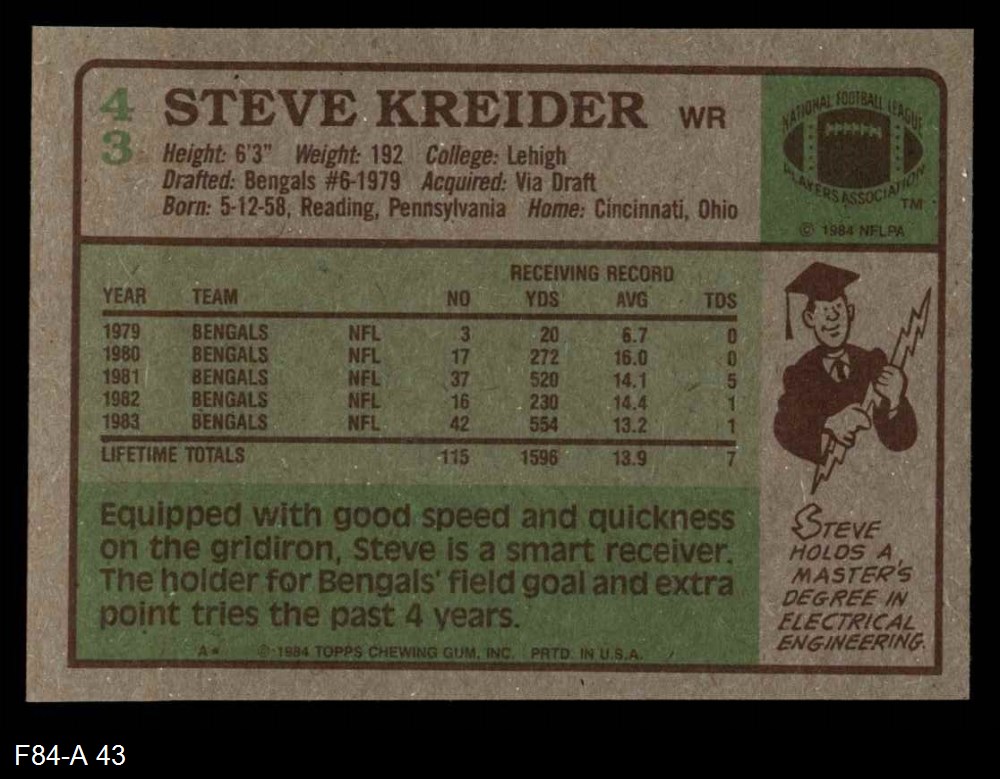 4
3
STEVE KREIDER WR
Height: 6'3" Weight: 192 College: Lehigh
Drafted: Bengals #6-1979 Acquired: Via Draft
Born: 5-12-58, Reading, Pennsylvania Home: Cincinnati, Ohio
NATIONAL FOOTBALL LEAGUE
PLAYERS ASSOCIATION
TM
© 1984 NFLPA
RECEIVING RECORD
YEAR TEAM NO YDS AVG TDS
1979 BENGALS NFL 3 20 6.7 0
1980 BENGALS NFL 17 272 16.0 0
1981 BENGALS NFL 37 520 14.1 5
1982 BENGALS NFL 16 230 14.4 1
1983 BENGALS NFL 42 554 13.2 1
LIFETIME TOTALS 115 1596 13.9 7
Equipped with good speed and quickness
on the gridiron, Steve is a smart receiver.
The holder for Bengals' field goal and extra
point tries the past 4 years.
A* © 1984 TOPPS CHEWING GUM, INC. PRTD. IN U.S.A.
STEVE
HOLDS A
MASTER'S
DEGREE IN
ELECTRICAL
ENGINEERING.
F84-A 43